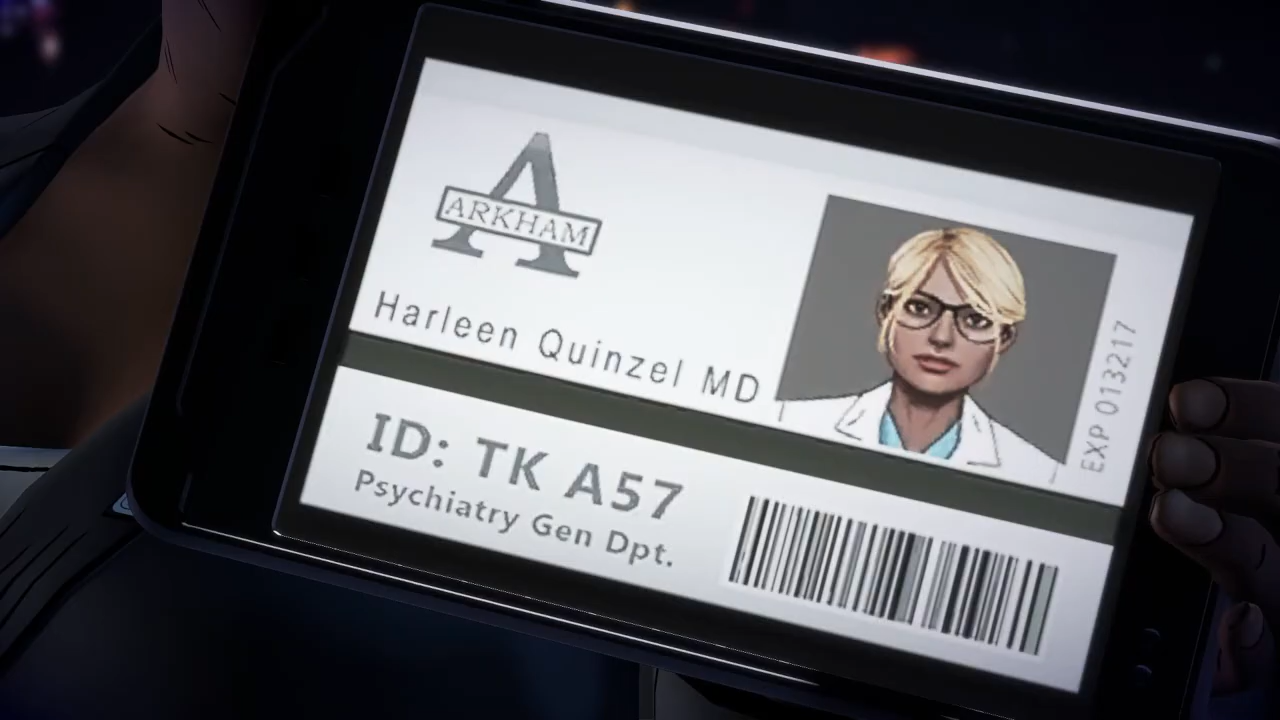 ARKHAM
Harleen Quinzel MD
EXP 013217
ID: TK A57
Psychiatry Gen Dpt.